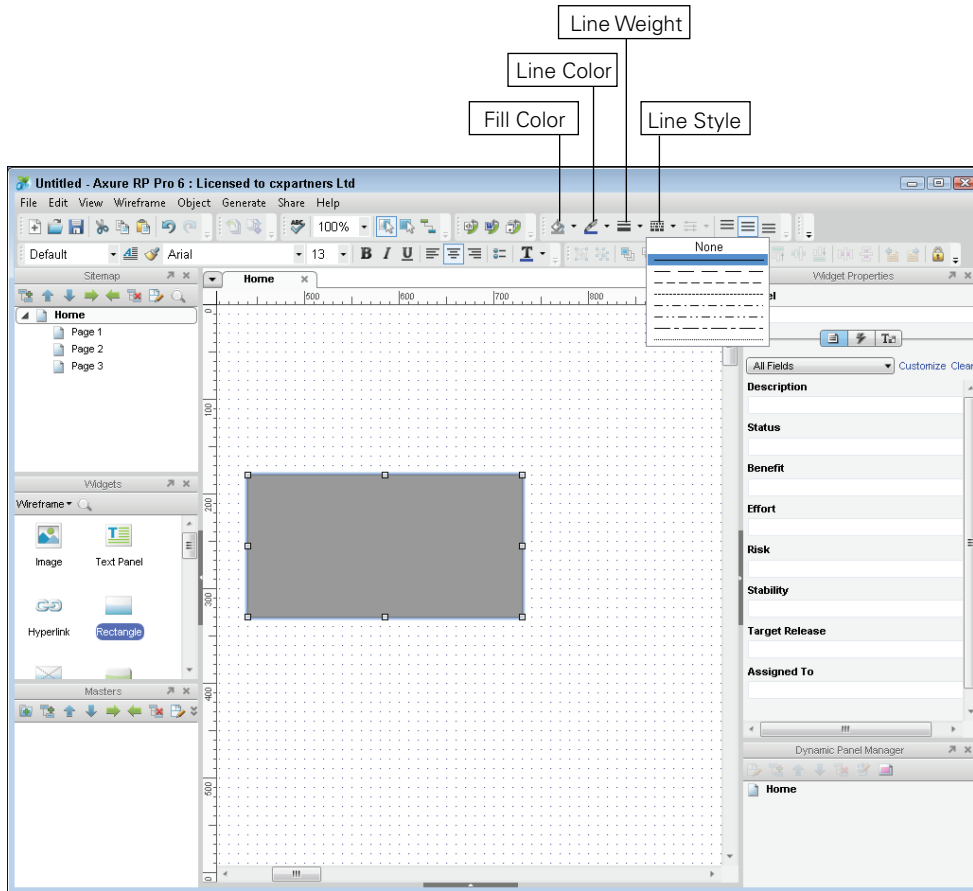 Line Weight
Line Color
Fill Color
Line Style
Untitled - Axure RP Pro 6 : Licensed to cxpartners Ltd
File Edit View Wireframe Object Generate Share Help
100%
Default Arial 13 B I U T
None
Sitemap
Home
Page 1
Page 2
Page 3
Widgets
Wireframe
Image
Text Panel
Hyperlink
Rectangle
Masters
Home
500 600 700 800
0
100
200
300
400
500
Widget Properties
All Fields
Customize Clear
Description
Status
Benefit
Effort
Risk
Stability
Target Release
Assigned To
Dynamic Panel Manager
Home